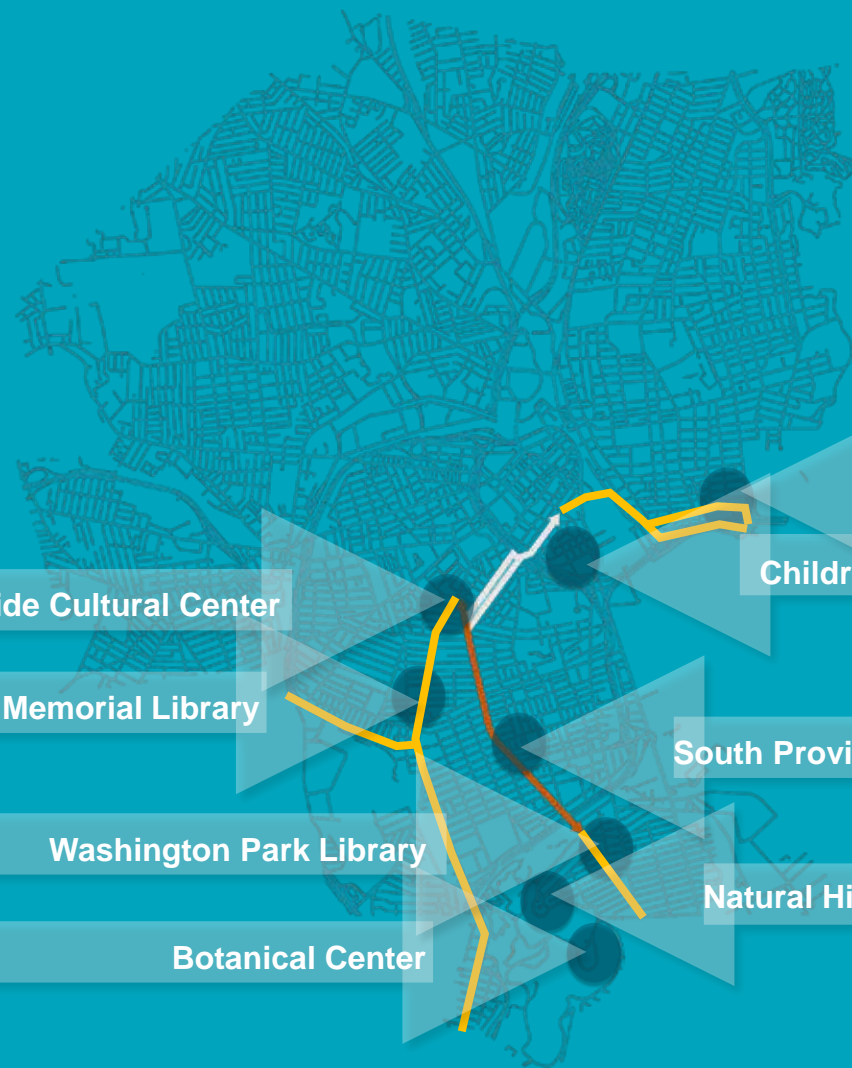 ide Cultural Center
Childr
Memorial Library
South Provi
Washington Park Library
Natural Hi
Botanical Center